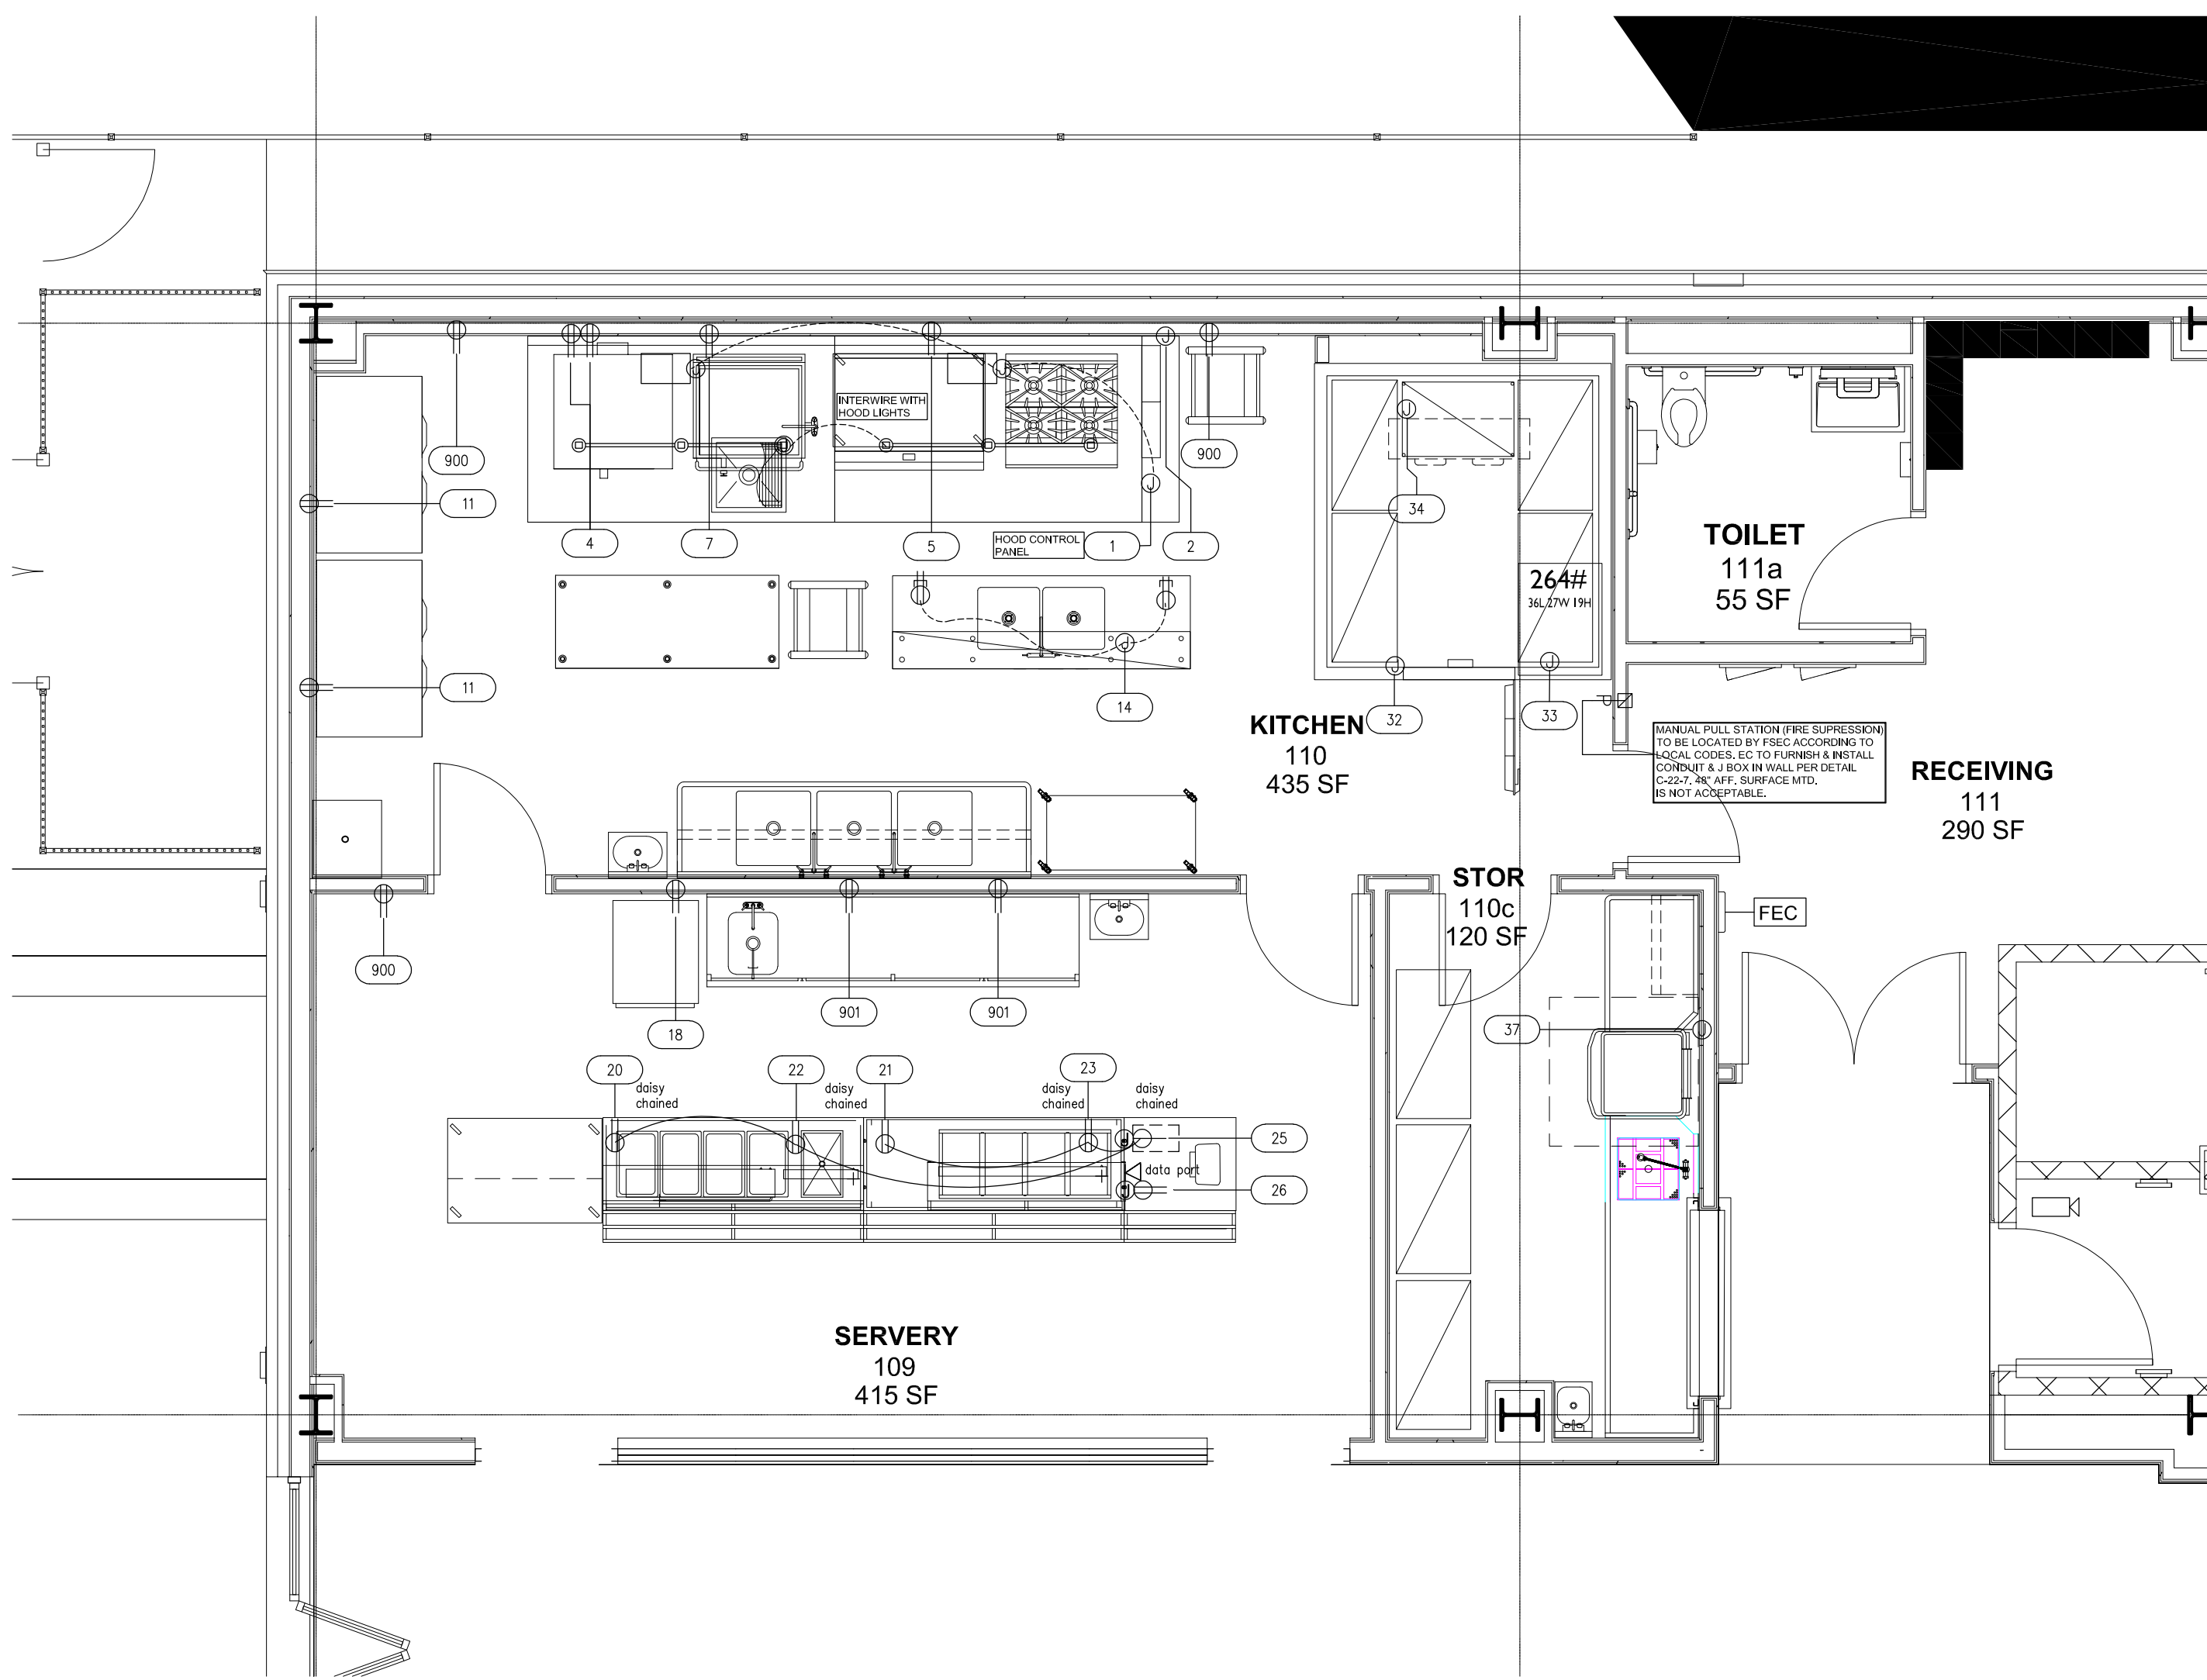 INTERWIRE WITH
HOOD LIGHTS
900
900
11
34
4
7
5
HOOD CONTROL
PANEL
1
2
TOILET
111a
55 SF
264#
36L 27W 19H
11
14
KITCHEN
110
435 SF
32
33
MANUAL PULL STATION (FIRE SUPRESSION)
TO BE LOCATED BY FSEC ACCORDING TO
LOCAL CODES. EC TO FURNISH & INSTALL
CONDUIT & J BOX IN WALL PER DETAIL
C-22-7. 48" AFF. SURFACE MTD.
IS NOT ACCEPTABLE.
RECEIVING
111
290 SF
STOR
110c
120 SF
FEC
900
18
901
901
37
20
22
21
23
daisy
chained
daisy
chained
daisy
chained
daisy
chained
25
data port
26
SERVERY
109
415 SF
J
J
J
J
J
J
J
J
J
J
J
P